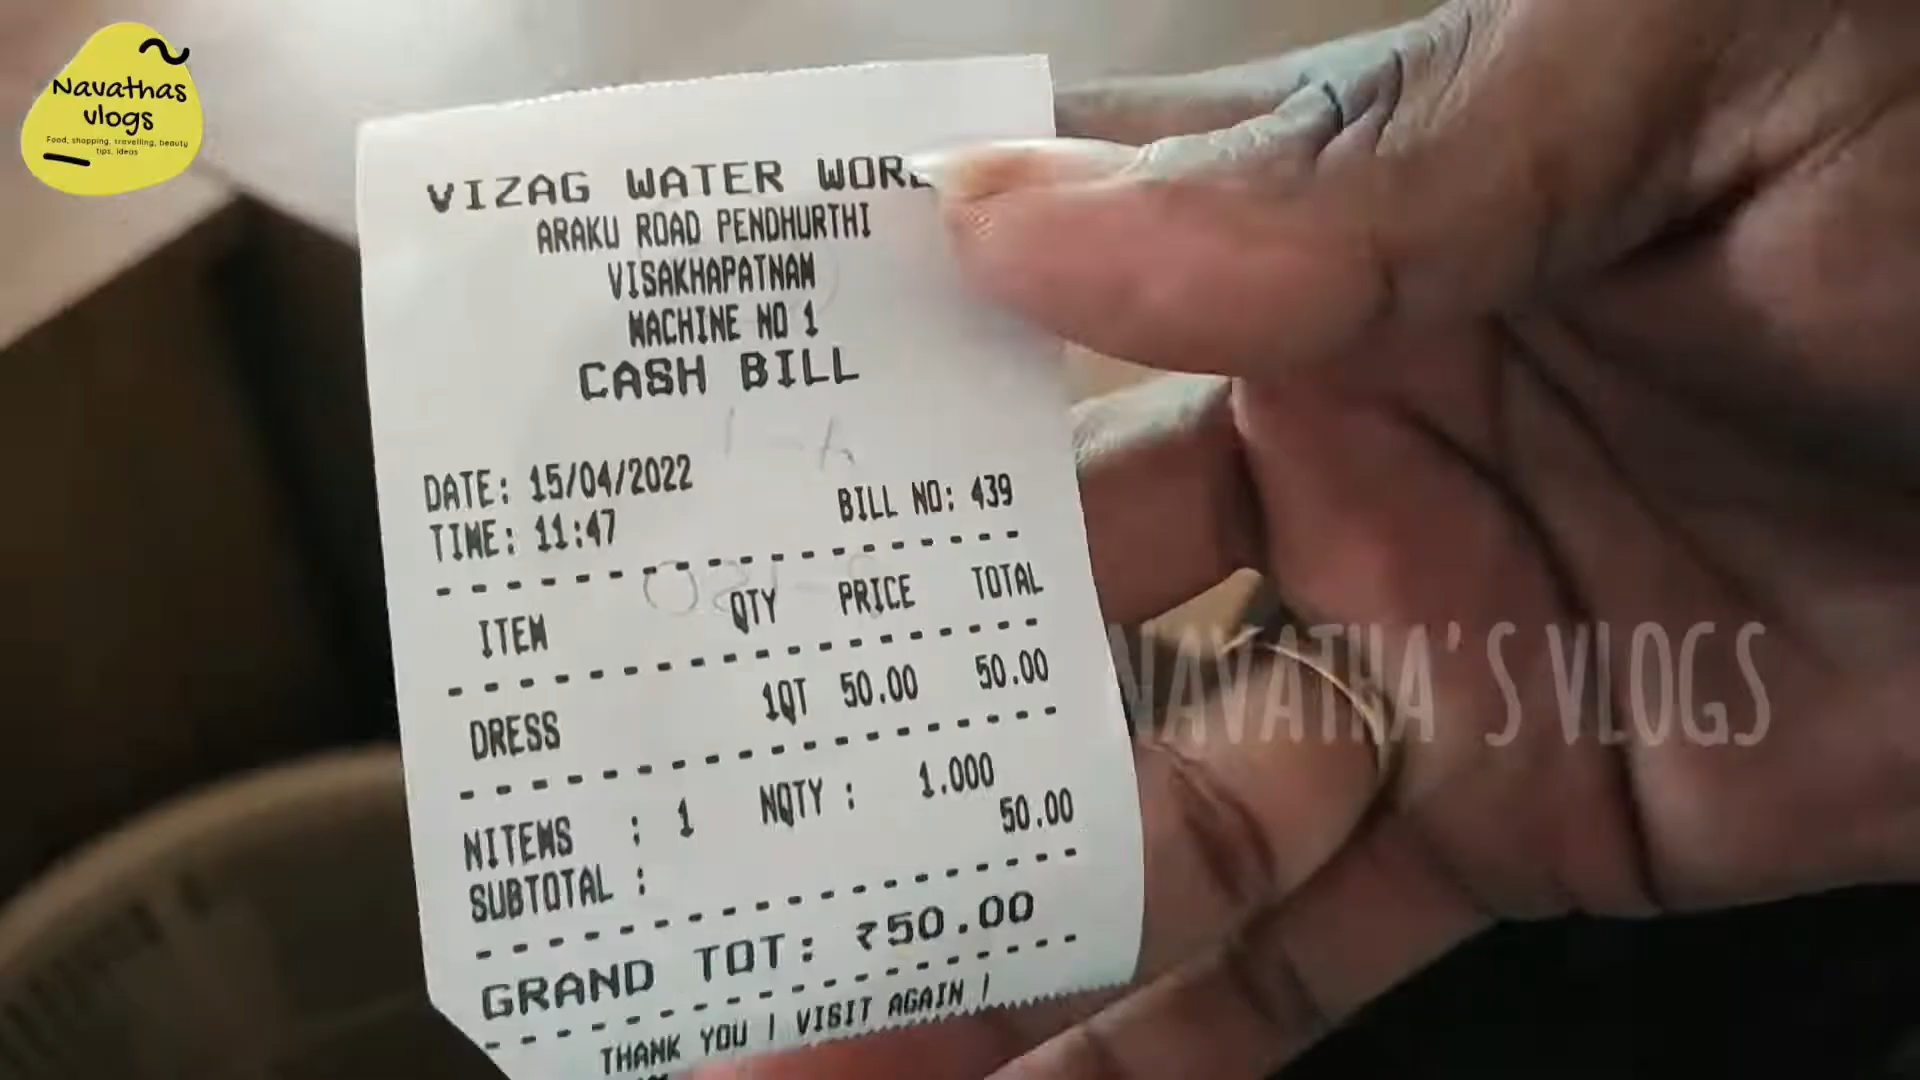 Navathas
vlogs
Food, shopping, travelling, beauty
tips, ideas
VIZAG WATER
ARAKU ROAD PENDHURTHI
VISAKHAPATNAM
MACHINE NO 1
CASH BILL
DATE: 15/04/2022
TIME: 11:47 BILL NO: 439
ITEM QTY PRICE TOTAL
DRESS 1QT 50.00 50.00
NITEMS : 1 NQTY : 1.000
SUBTOTAL : 50.00
GRAND TOT: ₹50.00
THANK YOU ! VISIT AGAIN !
NAVATHA'S VLOGS